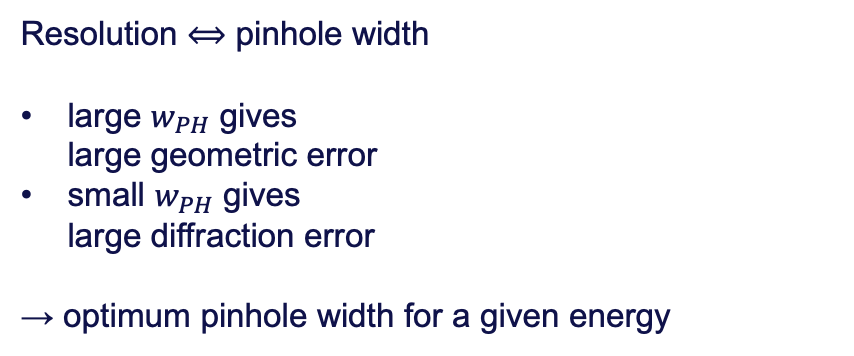 Resolution ⟺ pinhole width
• large w_PH gives
large geometric error
• small w_PH gives
large diffraction error
→ optimum pinhole width for a given energy